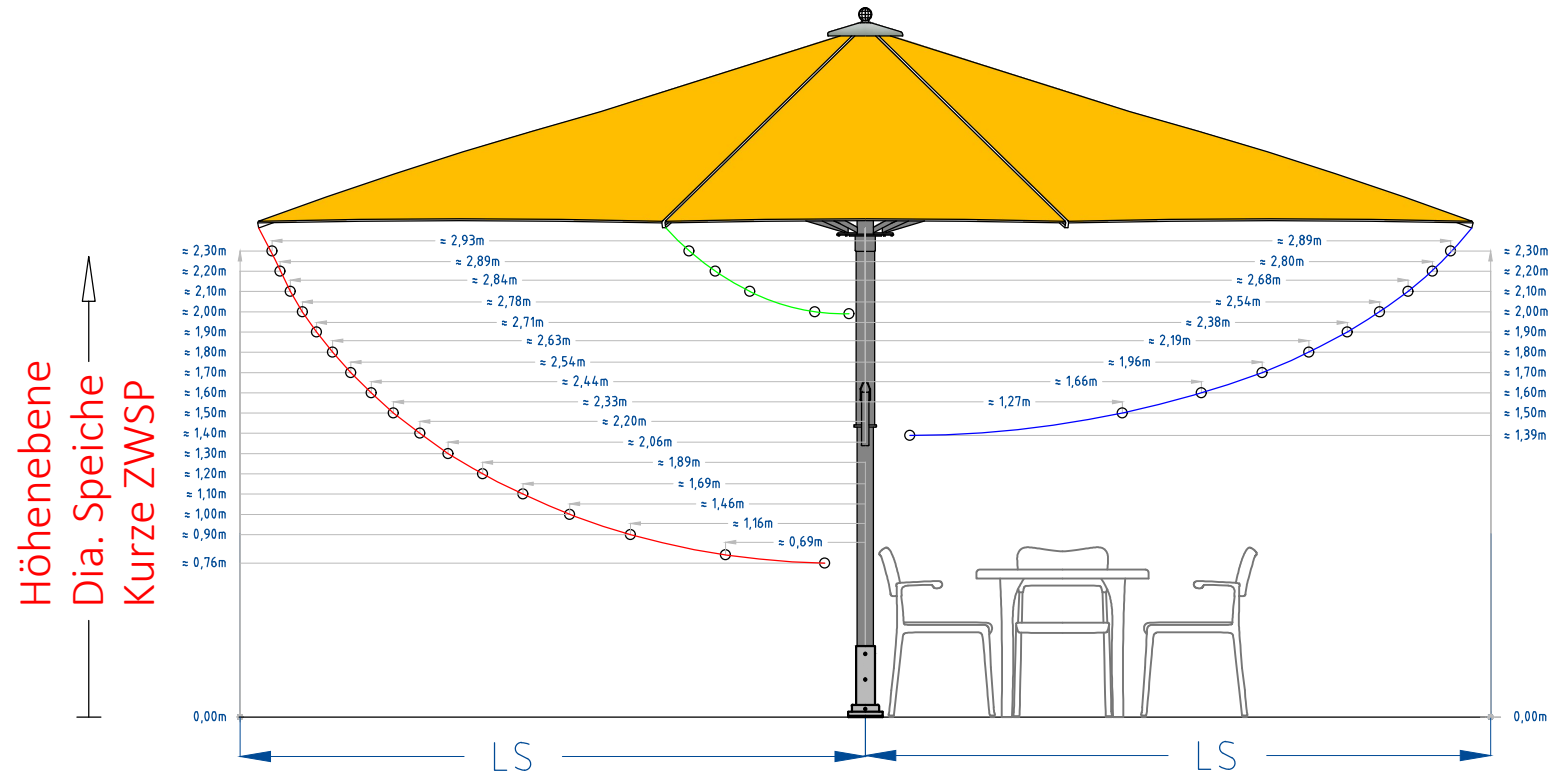 ≈ 2,93m
≈ 2,89m
≈ 2,30m
≈ 2,30m
≈ 2,89m
≈ 2,80m
≈ 2,20m
≈ 2,20m
≈ 2,84m
≈ 2,68m
≈ 2,10m
≈ 2,10m
≈ 2,78m
≈ 2,54m
≈ 2,00m
≈ 2,00m
≈ 2,71m
≈ 2,38m
≈ 1,90m
≈ 1,90m
≈ 2,63m
≈ 2,19m
≈ 1,80m
≈ 1,80m
≈ 2,54m
≈ 1,96m
≈ 1,70m
≈ 1,70m
≈ 2,44m
≈ 1,66m
≈ 1,60m
≈ 1,60m
≈ 2,33m
≈ 1,27m
≈ 1,50m
≈ 1,50m
≈ 2,20m
≈ 1,40m
≈ 1,39m
≈ 2,06m
≈ 1,30m
≈ 1,89m
≈ 1,20m
≈ 1,69m
≈ 1,10m
≈ 1,46m
≈ 1,00m
≈ 1,16m
≈ 0,90m
≈ 0,69m
≈ 0,76m
Höhenebene
Dia. Speiche
Kurze ZWSP
0,00m
0,00m
LS
LS